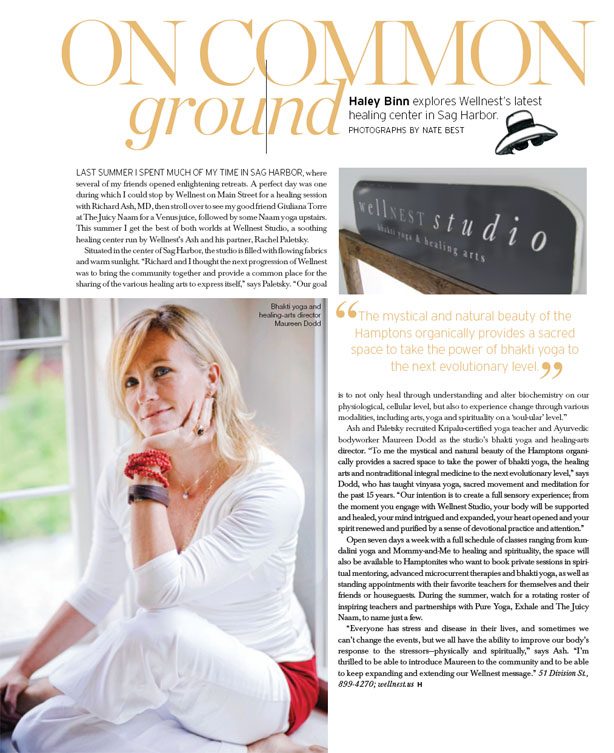 ON COMMON
ground
Haley Binn explores Wellnest's latest
healing center in Sag Harbor.
PHOTOGRAPHS BY NATE BEST
LAST SUMMER I SPENT MUCH OF MY TIME IN SAG HARBOR, where
several of my friends opened enlightening retreats. A perfect day was one
during which I could stop by Wellnest on Main Street for a healing session
with Richard Ash, MD, then stroll over to see my good friend Giuliana Torre
at The Juicy Naam for a Venus juice, followed by some Naam yoga upstairs.
This summer I get the best of both worlds at Wellnest Studio, a soothing
healing center run by Wellnest's Ash and his partner, Rachel Paletsky.
Situated in the center of Sag Harbor, the studio is filled with flowing fabrics
and warm sunlight. “Richard and I thought the next progression of Wellnest
was to bring the community together and provide a common place for the
sharing of the various healing arts to express itself,” says Paletsky. “Our goal
wellNEST studio
bhakti yoga & healing arts
Bhakti yoga and
healing-arts director
Maureen Dodd
“The mystical and natural beauty of the
Hamptons organically provides a sacred
space to take the power of bhakti yoga to
the next evolutionary level.”
is to not only heal through understanding and alter biochemistry on our
physiological, cellular level, but also to experience change through various
modalities, including arts, yoga and spirituality on a ‘soul-ular’ level.”
Ash and Paletsky recruited Kripalu-certified yoga teacher and Ayurvedic
bodyworker Maureen Dodd as the studio's bhakti yoga and healing-arts
director. “To me the mystical and natural beauty of the Hamptons organi-
cally provides a sacred space to take the power of bhakti yoga, the healing
arts and nontraditional integral medicine to the next evolutionary level,” says
Dodd, who has taught vinyasa yoga, sacred movement and meditation for
the past 15 years. “Our intention is to create a full sensory experience; from
the moment you engage with Wellnest Studio, your body will be supported
and healed, your mind intrigued and expanded, your heart opened and your
spirit renewed and purified by a sense of devotional practice and attention.”
Open seven days a week with a full schedule of classes ranging from kun-
dalini yoga and Mommy-and-Me to healing and spirituality, the space will
also be available to Hamptonites who want to book private sessions in spiri-
tual mentoring, advanced microcurrent therapies and bhakti yoga, as well as
standing appointments with their favorite teachers for themselves and their
friends or houseguests. During the summer, watch for a rotating roster of
inspiring teachers and partnerships with Pure Yoga, Exhale and The Juicy
Naam, to name just a few.
“Everyone has stress and disease in their lives, and sometimes we
can't change the events, but we all have the ability to improve our body's
response to the stressors—physically and spiritually,” says Ash. “I'm
thrilled to be able to introduce Maureen to the community and to be able
to keep expanding and extending our Wellnest message.” 51 Division St.,
899-4270; wellnest.us H